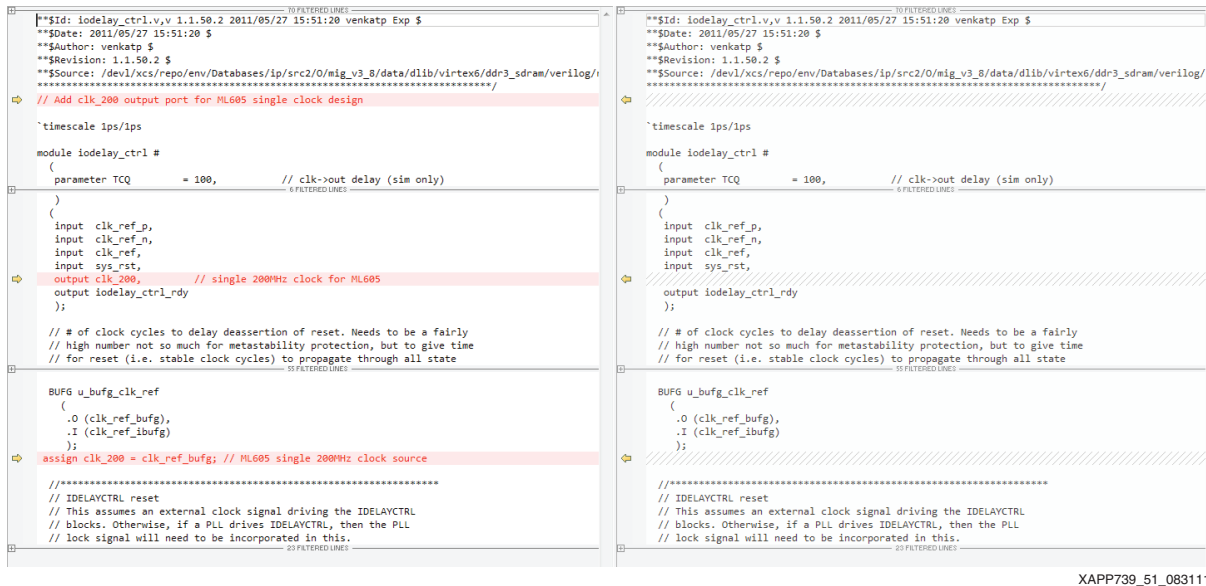 70 FILTERED LINES
**$Id: iodelay_ctrl.v,v 1.1.50.2 2011/05/27 15:51:20 venkatp Exp $
**$Date: 2011/05/27 15:51:20 $
**$Author: venkatp $
**$Revision: 1.1.50.2 $
**$Source: /devl/xcs/repo/env/Databases/ip/src2/O/mig_v3_8/data/dlib/virtex6/ddr3_sdram/verilog/
******************************************************************************/
// Add clk_200 output port for ML605 single clock design
`timescale 1ps/1ps
module iodelay_ctrl #
(
parameter TCQ = 100, // clk->out delay (sim only)
6 FILTERED LINES
)
(
input clk_ref_p,
input clk_ref_n,
input clk_ref,
input sys_rst,
output clk_200, // single 200MHz clock for ML605
output iodelay_ctrl_rdy
);
// # of clock cycles to delay deassertion of reset. Needs to be a fairly
// high number not so much for metastability protection, but to give time
// for reset (i.e. stable clock cycles) to propagate through all state
55 FILTERED LINES
BUFG u_bufg_clk_ref
(
.O (clk_ref_bufg),
.I (clk_ref_ibufg)
);
assign clk_200 = clk_ref_bufg; // ML605 single 200MHz clock source
//*****************************************************************
// IDELAYCTRL reset
// This assumes an external clock signal driving the IDELAYCTRL
// blocks. Otherwise, if a PLL drives IDELAYCTRL, then the PLL
// lock signal will need to be incorporated in this.
23 FILTERED LINES
70 FILTERED LINES
**$Id: iodelay_ctrl.v,v 1.1.50.2 2011/05/27 15:51:20 venkatp Exp $
**$Date: 2011/05/27 15:51:20 $
**$Author: venkatp $
**$Revision: 1.1.50.2 $
**$Source: /devl/xcs/repo/env/Databases/ip/src2/O/mig_v3_8/data/dlib/virtex6/ddr3_sdram/verilog/
******************************************************************************/
`timescale 1ps/1ps
module iodelay_ctrl #
(
parameter TCQ = 100, // clk->out delay (sim only)
6 FILTERED LINES
)
(
input clk_ref_p,
input clk_ref_n,
input clk_ref,
input sys_rst,
output iodelay_ctrl_rdy
);
// # of clock cycles to delay deassertion of reset. Needs to be a fairly
// high number not so much for metastability protection, but to give time
// for reset (i.e. stable clock cycles) to propagate through all state
55 FILTERED LINES
BUFG u_bufg_clk_ref
(
.O (clk_ref_bufg),
.I (clk_ref_ibufg)
);
//*****************************************************************
// IDELAYCTRL reset
// This assumes an external clock signal driving the IDELAYCTRL
// blocks. Otherwise, if a PLL drives IDELAYCTRL, then the PLL
// lock signal will need to be incorporated in this.
23 FILTERED LINES
XAPP739_51_083111